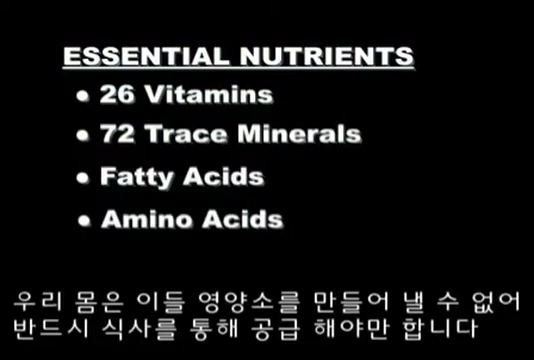 ESSENTIAL NUTRIENTS
• 26 Vitamins
• 72 Trace Minerals
• Fatty Acids
• Amino Acids
우리 몸은 이들 영양소를 만들어 낼 수 없어
반드시 식사를 통해 공급 해야만 합니다